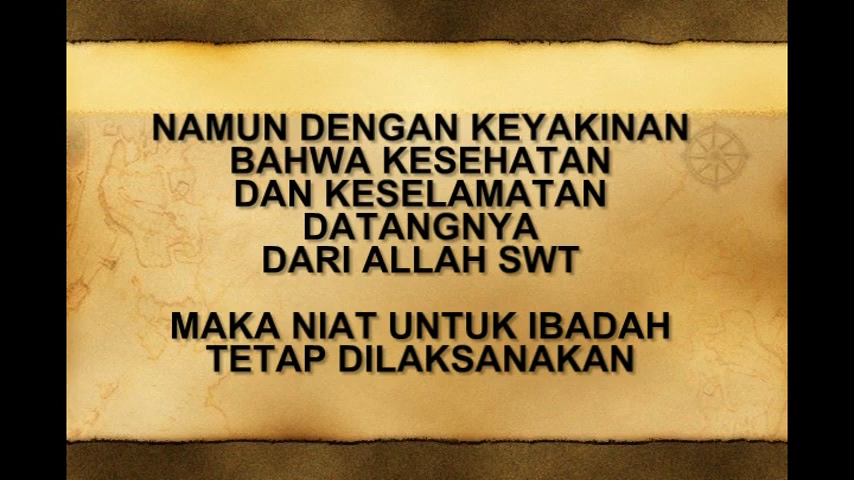 NAMUN DENGAN KEYAKINAN
BAHWA KESEHATAN
DAN KESELAMATAN
DATANGNYA
DARI ALLAH SWT
MAKA NIAT UNTUK IBADAH
TETAP DILAKSANAKAN